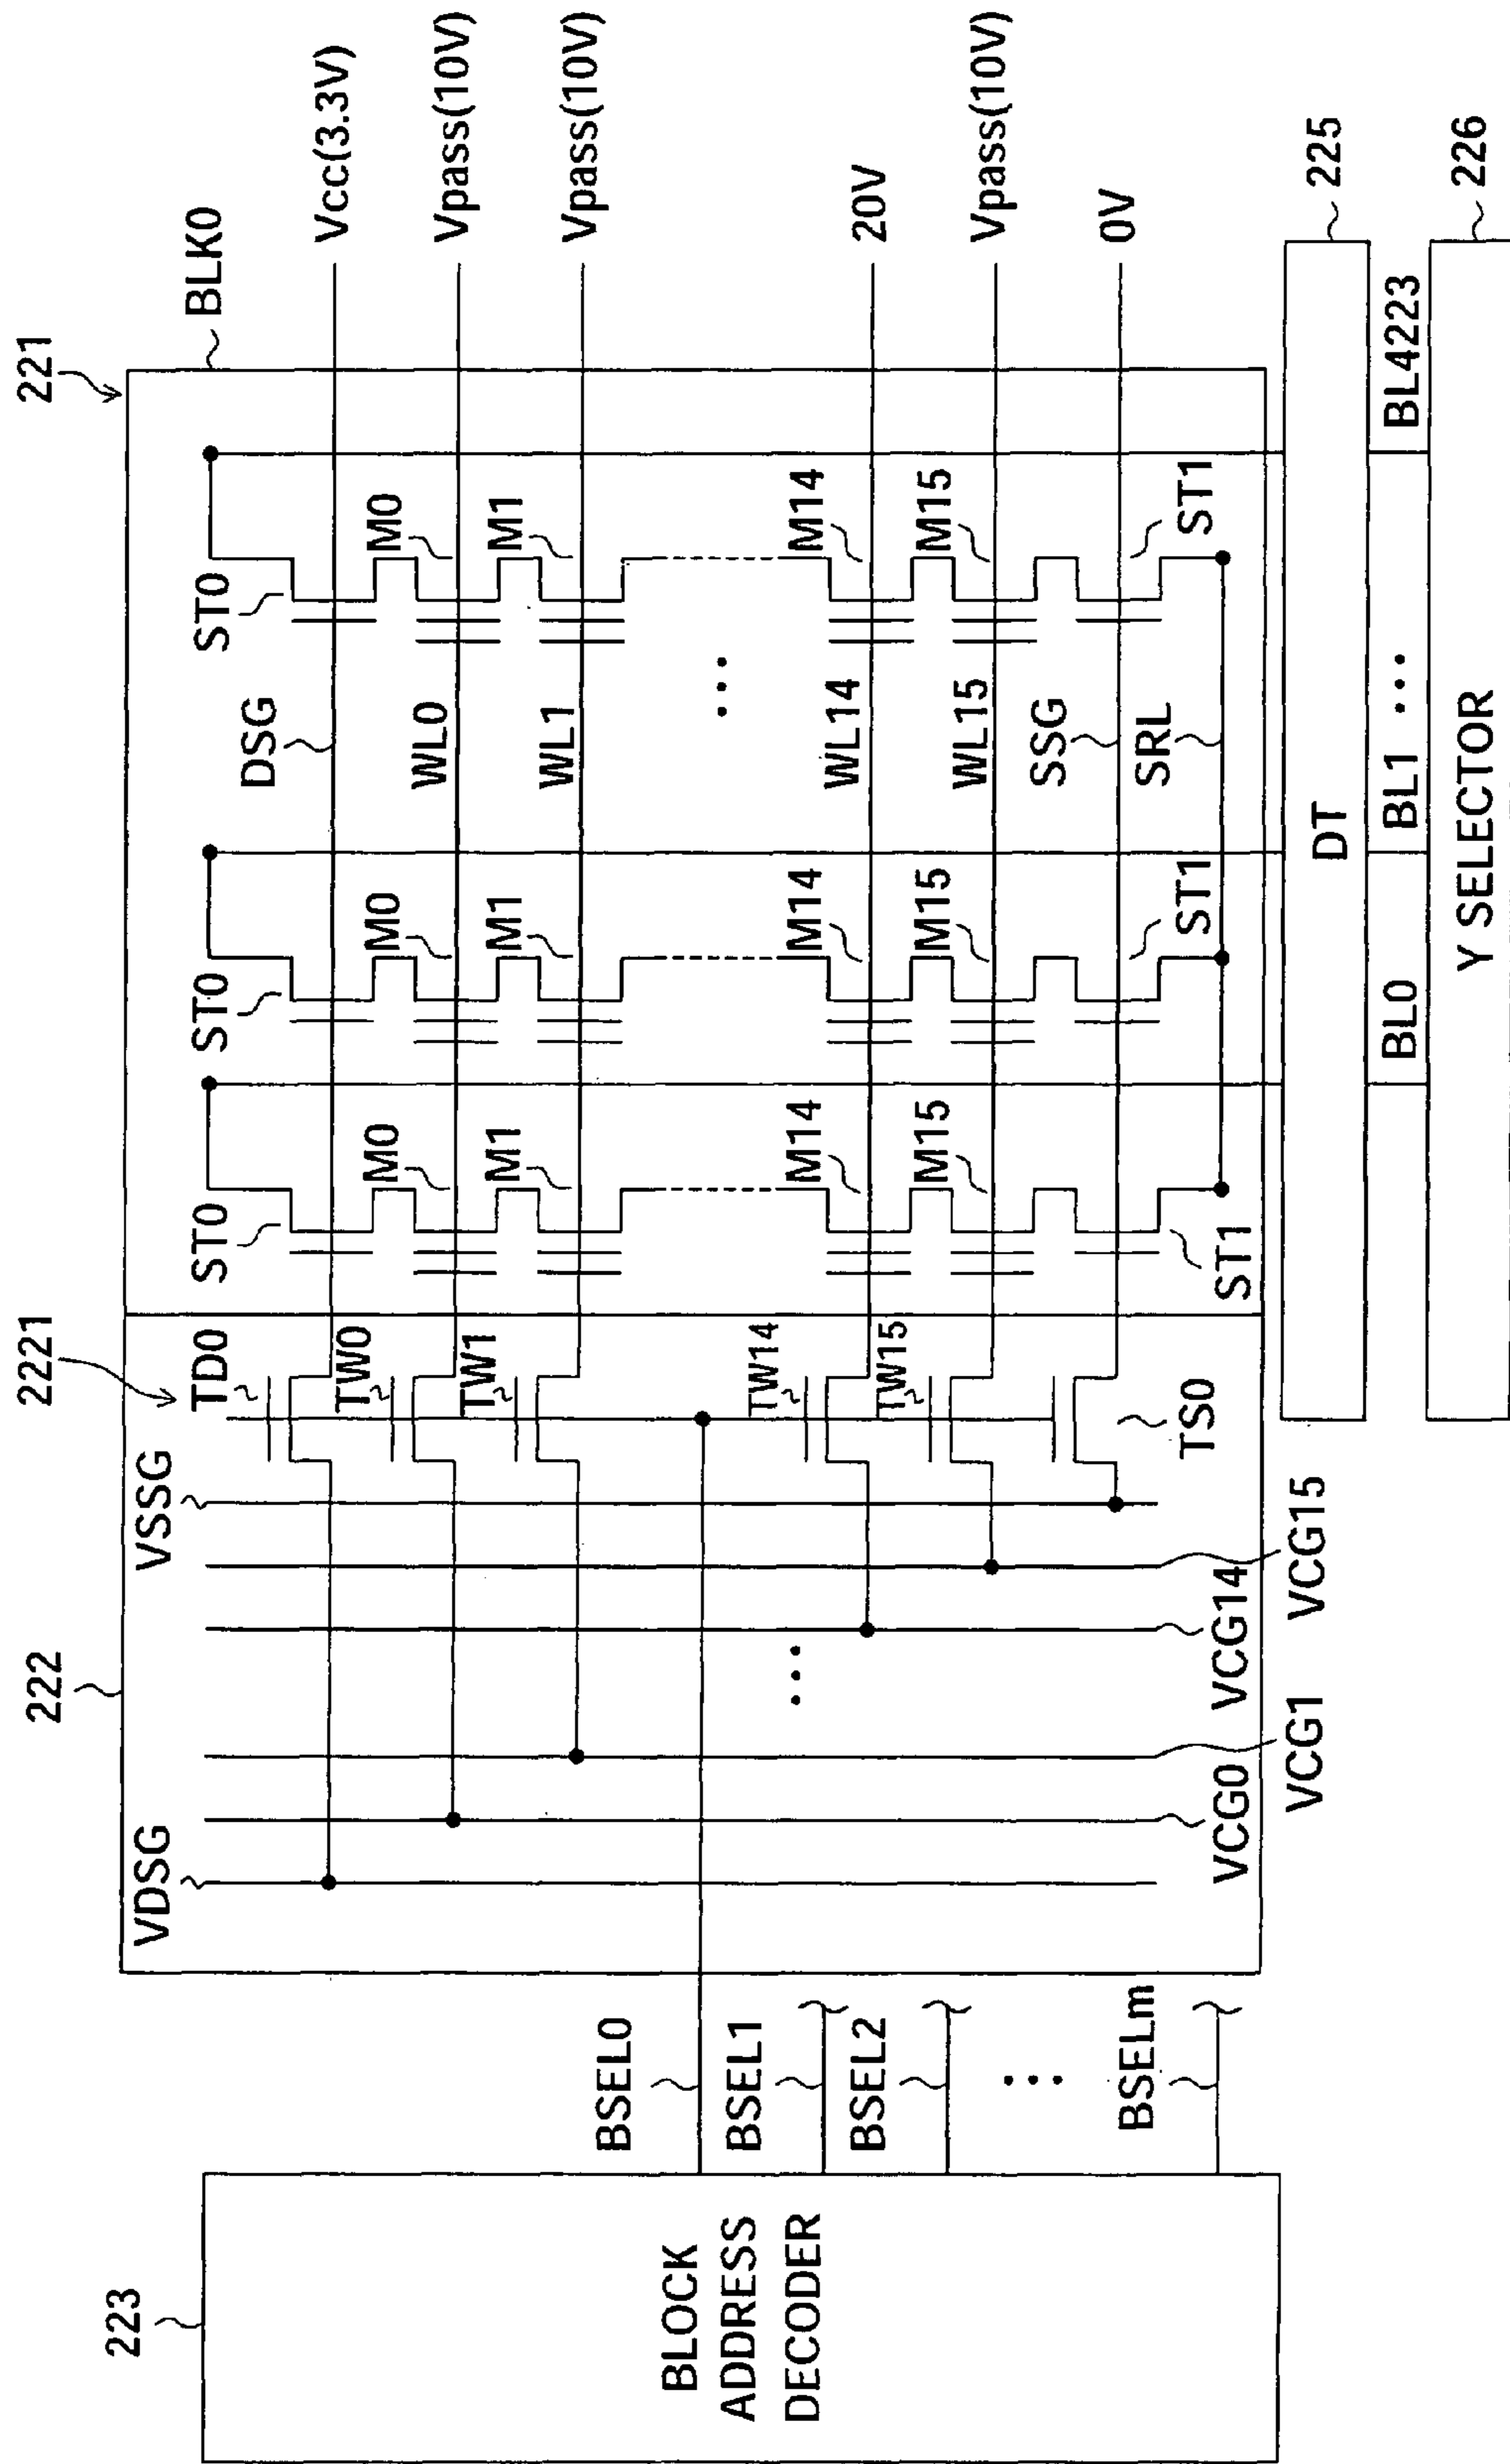 223
BLOCK
ADDRESS
DECODER
BSEL0
BSEL1
BSEL2
⋮
BSELm
222
VDSG
VSSG
VCG0
VCG1
VCG14
VCG15
...
2221
TD0
TW0
TW1
TW14
TW15
TS0
221
BLK0
ST0
ST0
ST0
M0
M0
M0
M1
M1
M1
M14
M14
M14
M15
M15
M15
ST1
ST1
ST1
DSG
WL0
WL1
...
WL14
WL15
SSG
SRL
Vcc(3.3V)
Vpass(10V)
Vpass(10V)
20V
Vpass(10V)
0V
DT
225
BL0
BL1 ...
BL4223
Y SELECTOR
226